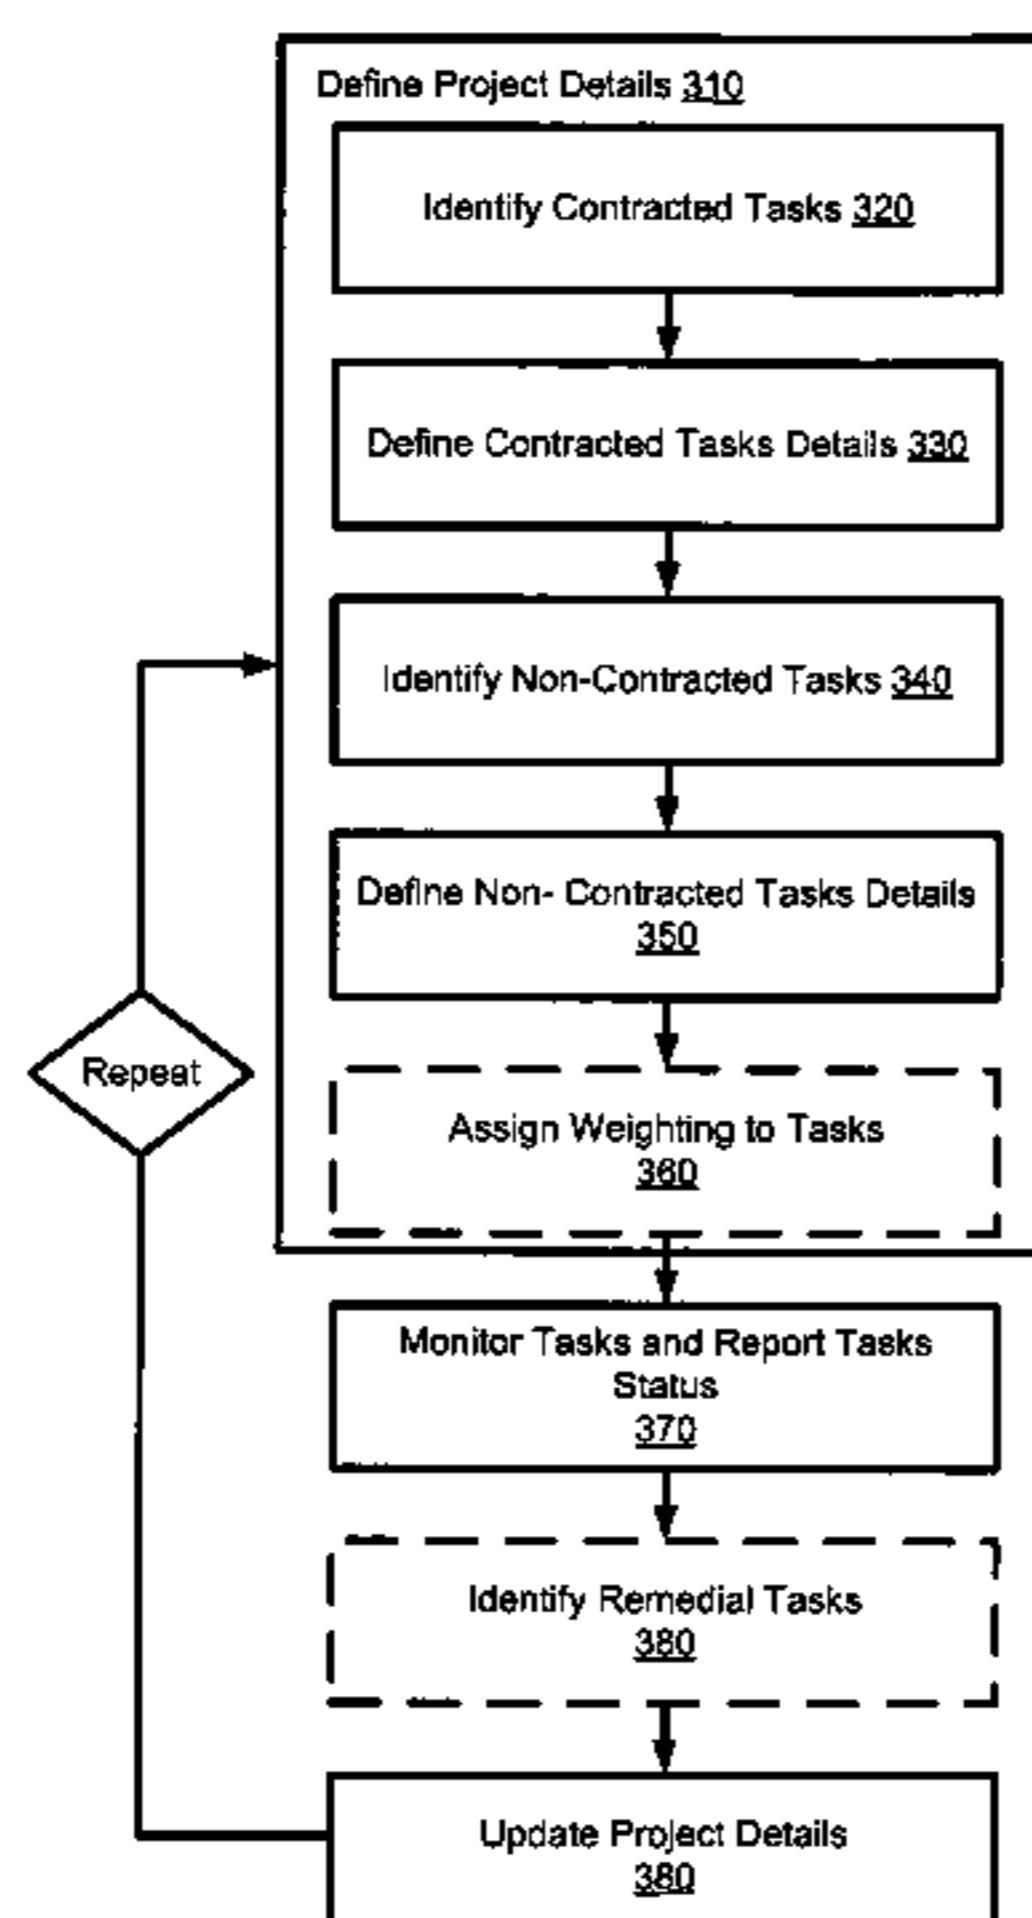 Define Project Details 310
Identify Contracted Tasks 320
Define Contracted Tasks Details 330
Identify Non-Contracted Tasks 340
Define Non- Contracted Tasks Details
350
Repeat
Assign Weighting to Tasks
360
Monitor Tasks and Report Tasks
Status
370
Identify Remedial Tasks
380
Update Project Details
380